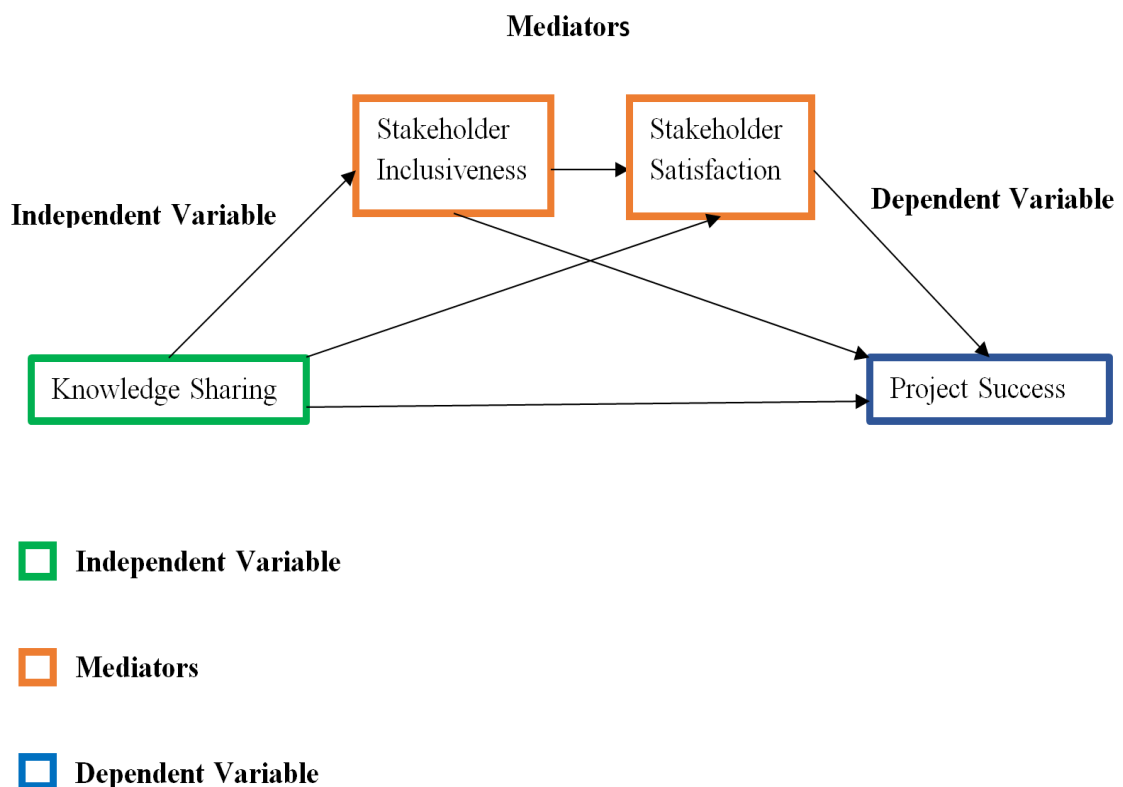 Mediators
Stakeholder
Inclusiveness
Stakeholder
Satisfaction
Independent Variable
Dependent Variable
Knowledge Sharing
Project Success
Independent Variable
Mediators
Dependent Variable